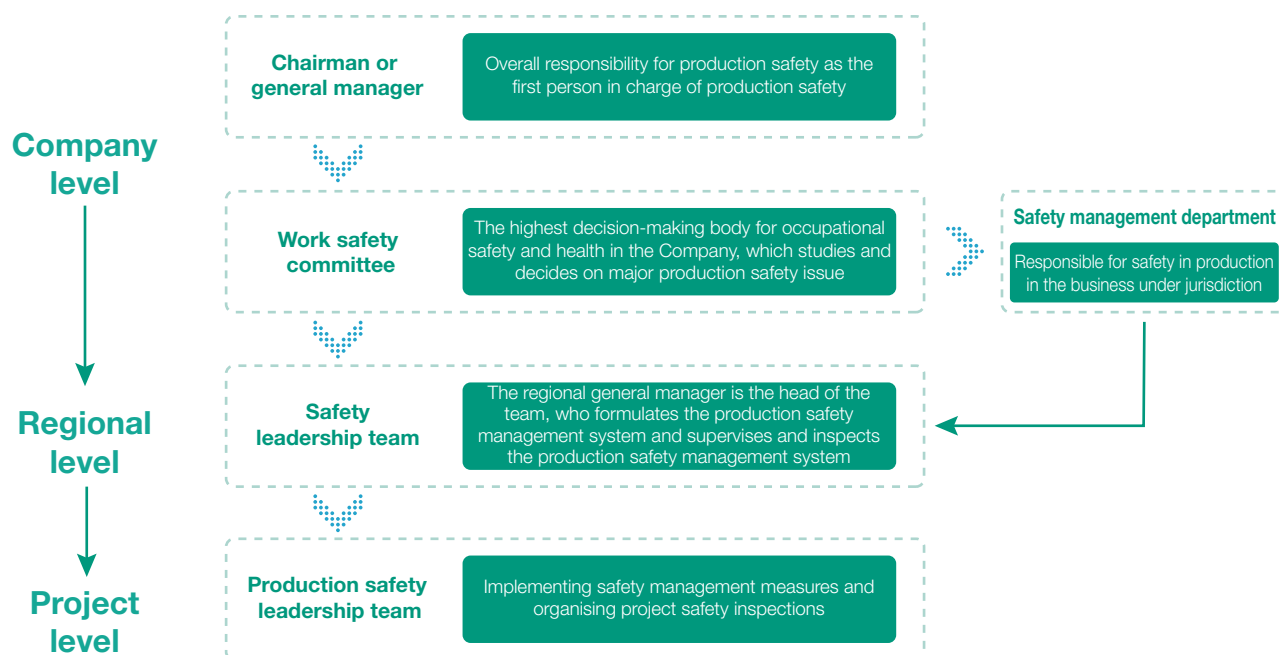 Company
level
Chairman or
general manager
Overall responsibility for production safety as the
first person in charge of production safety
Work safety
committee
The highest decision-making body for occupational
safety and health in the Company, which studies and
decides on major production safety issue
Safety management department
Responsible for safety in production
in the business under jurisdiction
Regional
level
Safety
leadership team
The regional general manager is the head of the
team, who formulates the production safety
management system and supervises and inspects
the production safety management system
Project
level
Production safety
leadership team
Implementing safety management measures and
organising project safety inspections